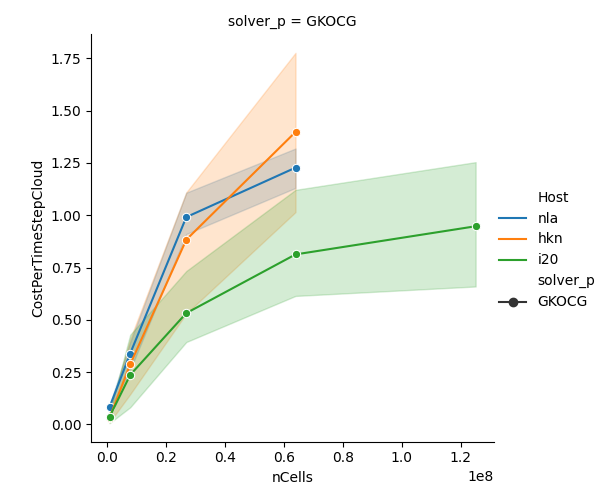 solver_p = GKOCG
CostPerTimeStepCloud
1.75
1.50
1.25
1.00
0.75
0.50
0.25
0.00
0.0 0.2 0.4 0.6 0.8 1.0 1.2
1e8
nCells
Host
nla
hkn
i20
solver_p
GKOCG